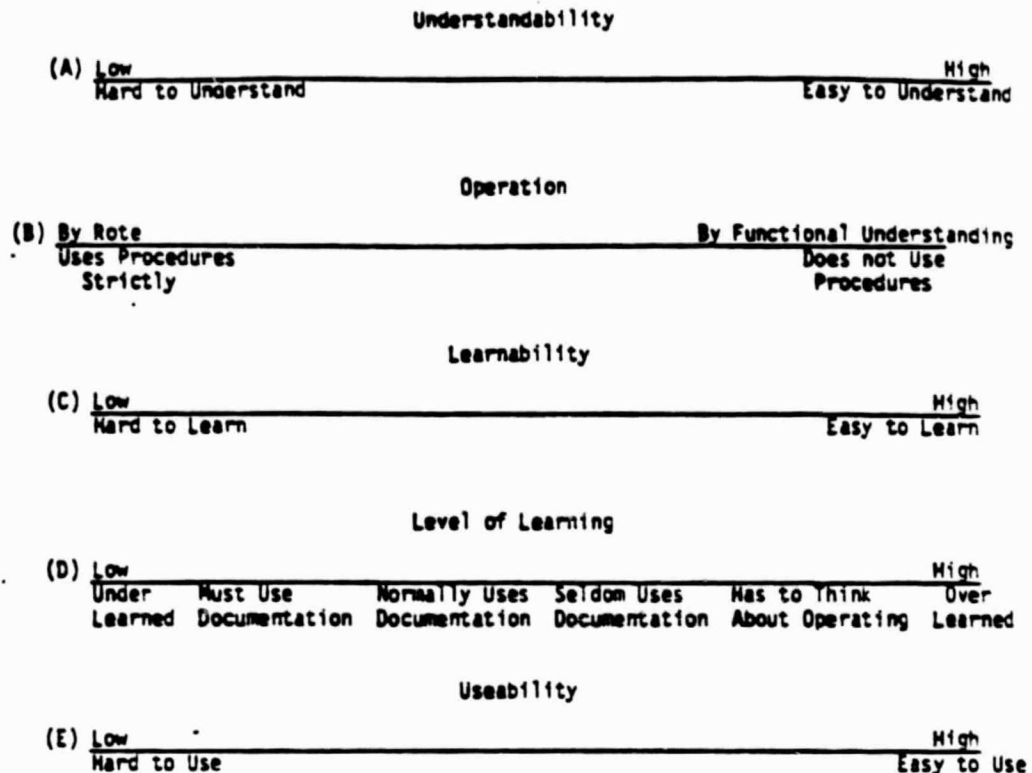 Understandability
(A) Low High
Hard to Understand Easy to Understand
Operation
(B) By Rote By Functional Understanding
Uses Procedures Does not Use
Strictly Procedures
Learnability
(C) Low High
Hard to Learn Easy to Learn
Level of Learning
(D) Low High
Under Must Use Normally Uses Seldom Uses Has to Think Over
Learned Documentation Documentation Documentation About Operating Learned
Useability
(E) Low High
Hard to Use Easy to Use